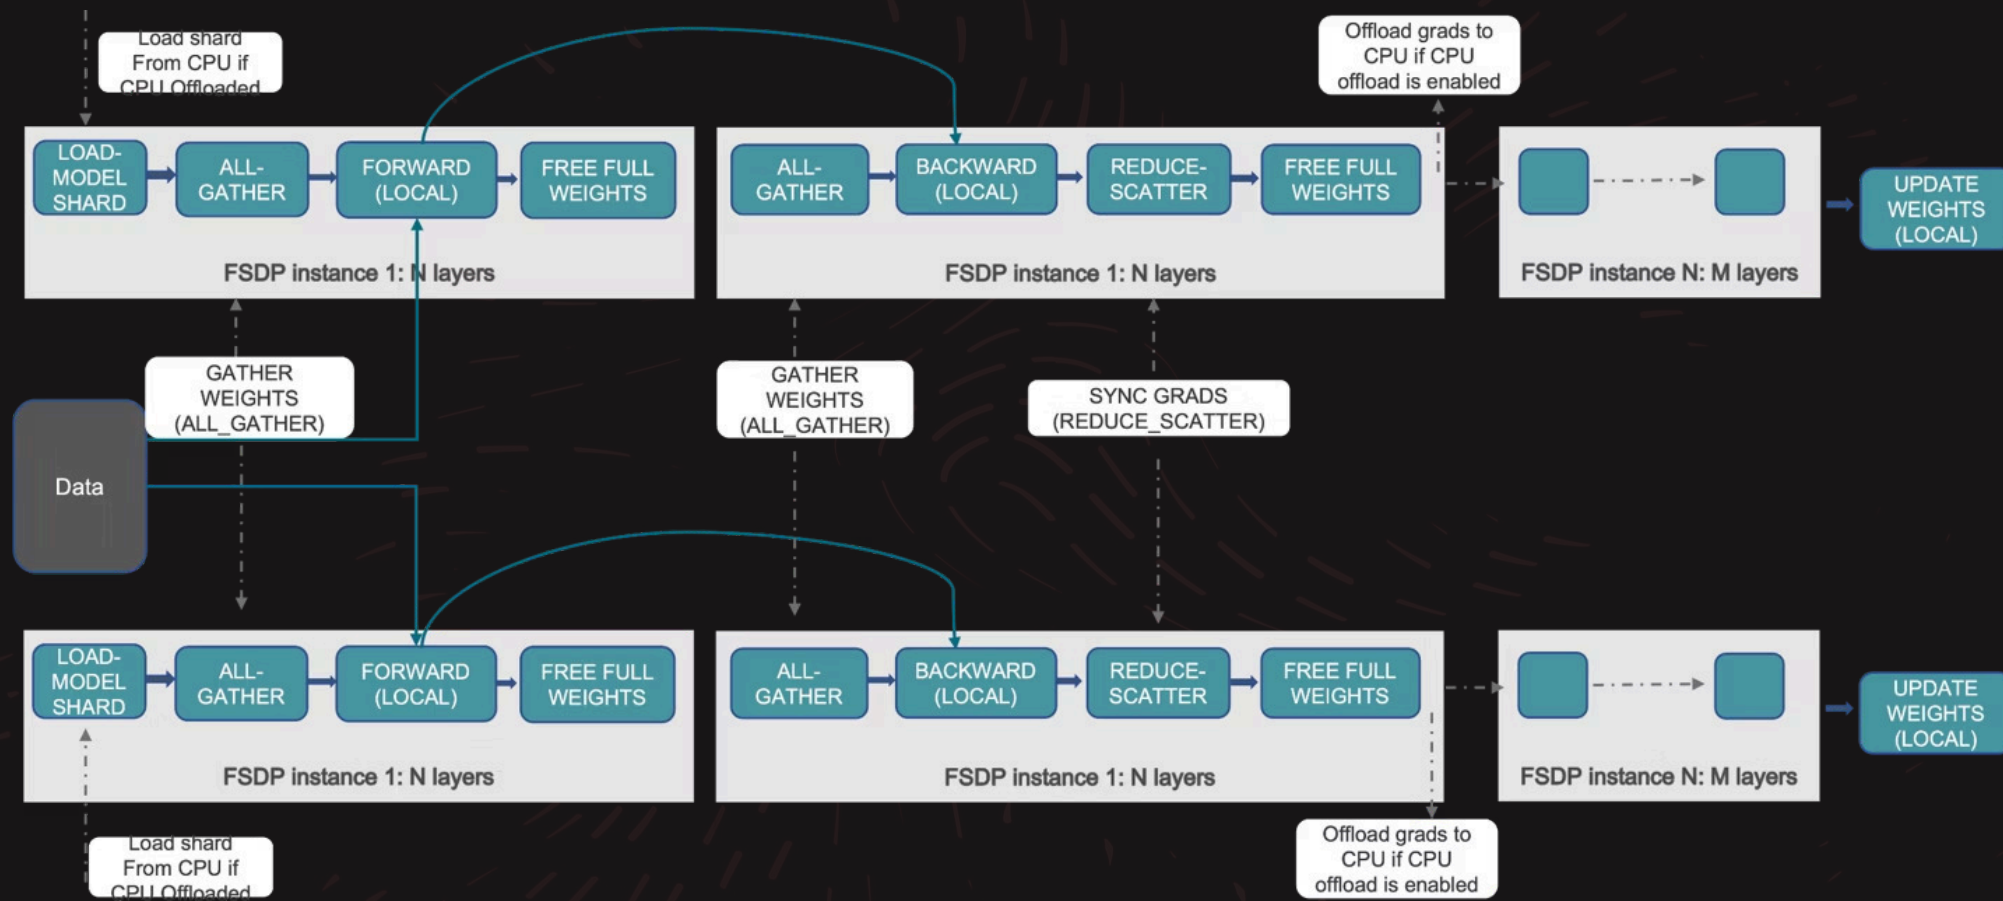 Load shard
From CPU if
CPU Offloaded
Offload grads to
CPU if CPU
offload is enabled
LOAD-
MODEL
SHARD
ALL-
GATHER
FORWARD
(LOCAL)
FREE FULL
WEIGHTS
FSDP instance 1: N layers
ALL-
GATHER
BACKWARD
(LOCAL)
REDUCE-
SCATTER
FREE FULL
WEIGHTS
FSDP instance 1: N layers
FSDP instance N: M layers
UPDATE
WEIGHTS
(LOCAL)
GATHER
WEIGHTS
(ALL_GATHER)
GATHER
WEIGHTS
(ALL_GATHER)
SYNC GRADS
(REDUCE_SCATTER)
Data
LOAD-
MODEL
SHARD
ALL-
GATHER
FORWARD
(LOCAL)
FREE FULL
WEIGHTS
FSDP instance 1: N layers
ALL-
GATHER
BACKWARD
(LOCAL)
REDUCE-
SCATTER
FREE FULL
WEIGHTS
FSDP instance 1: N layers
FSDP instance N: M layers
UPDATE
WEIGHTS
(LOCAL)
Load shard
From CPU if
CPU Offloaded
Offload grads to
CPU if CPU
offload is enabled